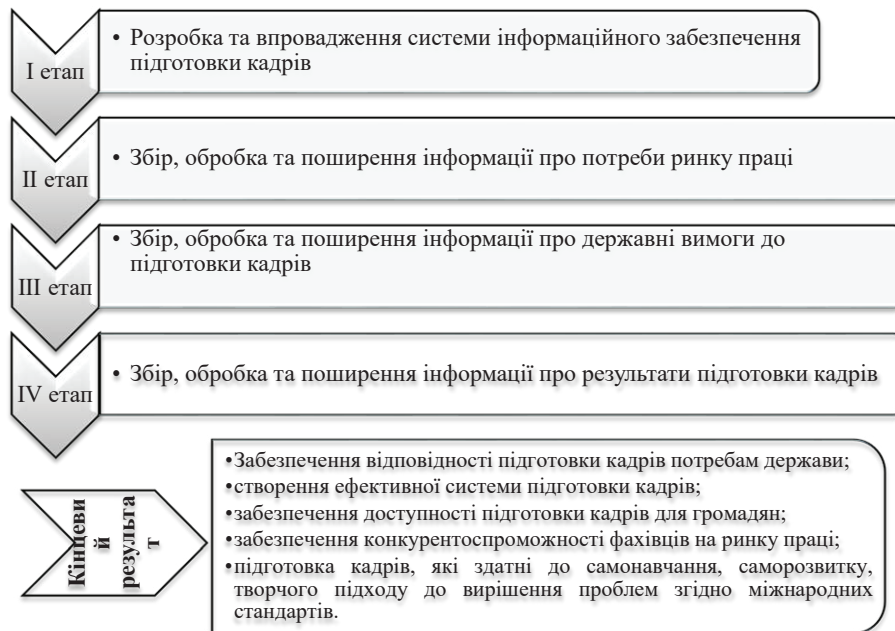 I етап
• Розробка та впровадження системи інформаційного забезпечення
підготовки кадрів
II етап
• Збір, обробка та поширення інформації про потреби ринку праці
III етап
• Збір, обробка та поширення інформації про державні вимоги до
підготовки кадрів
IV етап
• Збір, обробка та поширення інформації про результати підготовки кадрів
Кінцеви
й
результа
т
•Забезпечення відповідності підготовки кадрів потребам держави;
•створення ефективної системи підготовки кадрів;
•забезпечення доступності підготовки кадрів для громадян;
•забезпечення конкурентоспроможності фахівців на ринку праці;
•підготовка кадрів, які здатні до самонавчання, саморозвитку,
творчого підходу до вирішення проблем згідно міжнародних
стандартів.